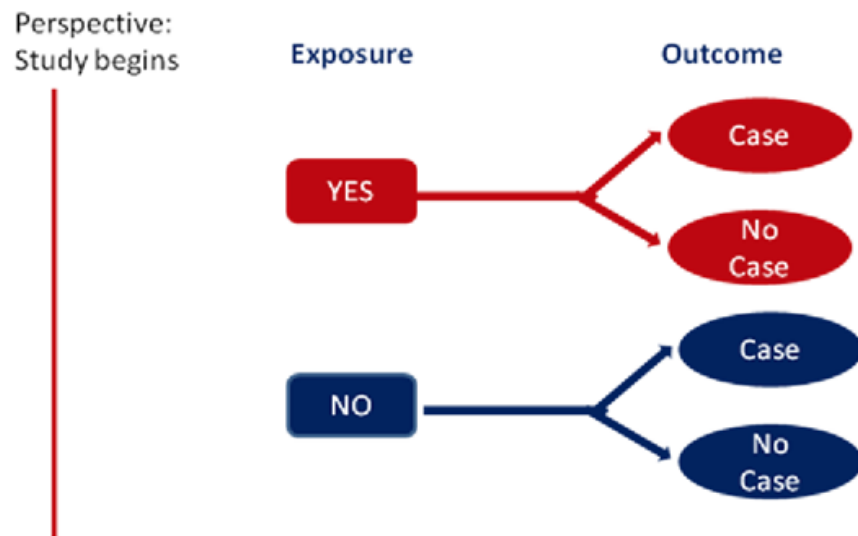 Perspective:
Study begins
Exposure
Outcome
YES
Case
No
Case
NO
Case
No
Case